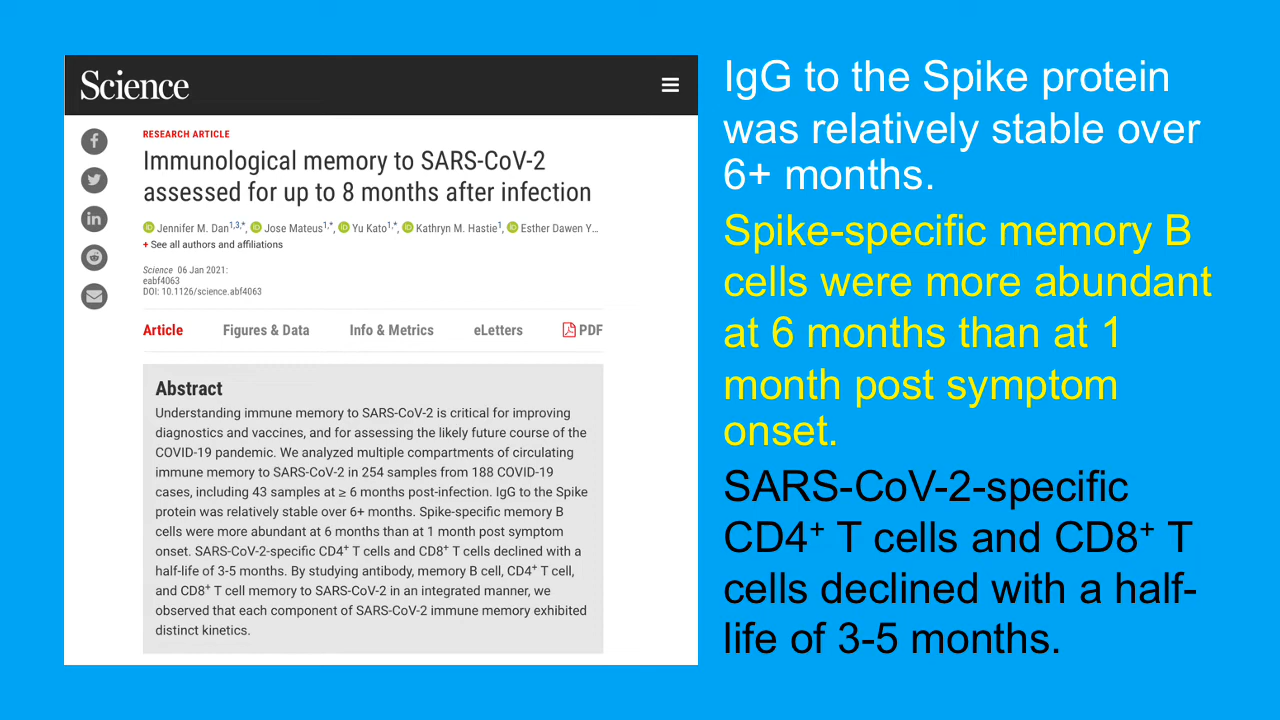 Science
RESEARCH ARTICLE
Immunological memory to SARS-CoV-2
assessed for up to 8 months after infection
Jennifer M. Dan1,3,*, Jose Mateus1,*, Yu Kato1,*, Kathryn M. Hastie1, Esther Dawen Y...
+ See all authors and affiliations
Science 06 Jan 2021:
eabf4063
DOI: 10.1126/science.abf4063
Article Figures & Data Info & Metrics eLetters PDF
Abstract
Understanding immune memory to SARS-CoV-2 is critical for improving
diagnostics and vaccines, and for assessing the likely future course of the
COVID-19 pandemic. We analyzed multiple compartments of circulating
immune memory to SARS-CoV-2 in 254 samples from 188 COVID-19
cases, including 43 samples at ≥ 6 months post-infection. IgG to the Spike
protein was relatively stable over 6+ months. Spike-specific memory B
cells were more abundant at 6 months than at 1 month post symptom
onset. SARS-CoV-2-specific CD4+ T cells and CD8+ T cells declined with a
half-life of 3-5 months. By studying antibody, memory B cell, CD4+ T cell,
and CD8+ T cell memory to SARS-CoV-2 in an integrated manner, we
observed that each component of SARS-CoV-2 immune memory exhibited
distinct kinetics.
IgG to the Spike protein
was relatively stable over
6+ months.
Spike-specific memory B
cells were more abundant
at 6 months than at 1
month post symptom
onset.
SARS-CoV-2-specific
CD4+ T cells and CD8+ T
cells declined with a half-
life of 3-5 months.